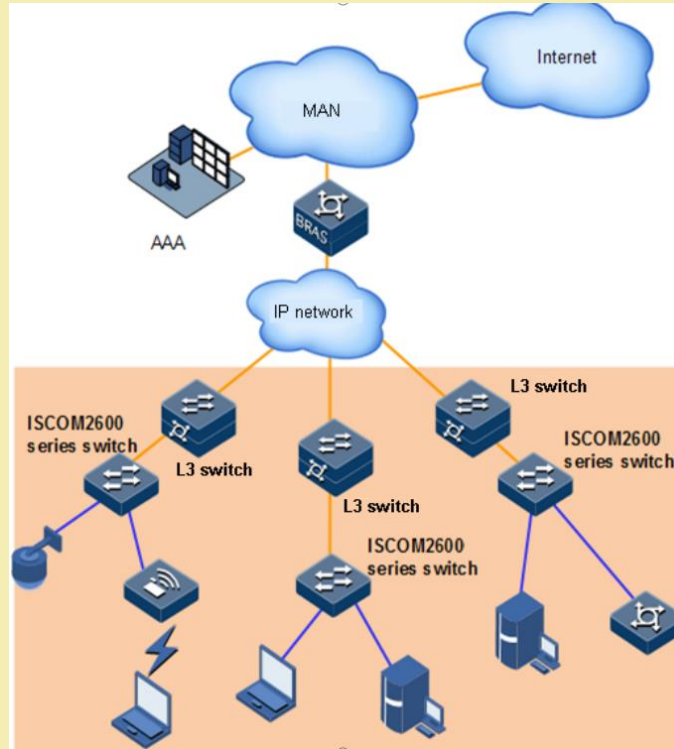 Internet
MAN
BRAS
AAA
IP network
L3 switch
ISCOM2600
series switch
L3 switch
ISCOM2600
series switch
L3 switch
ISCOM2600
series switch